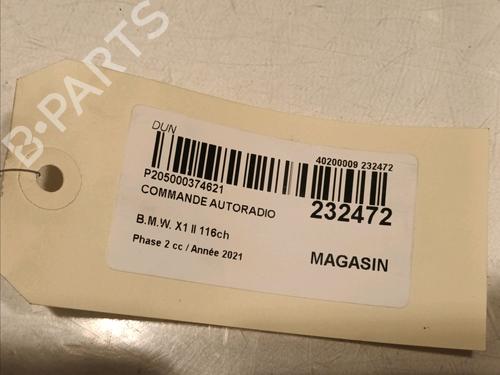 DUN
40200009 232472
P205000374621
COMMANDE AUTORADIO
232472
B.M.W. X1 II 116ch
Phase 2 cc / Année 2021
MAGASIN
B-PARTS